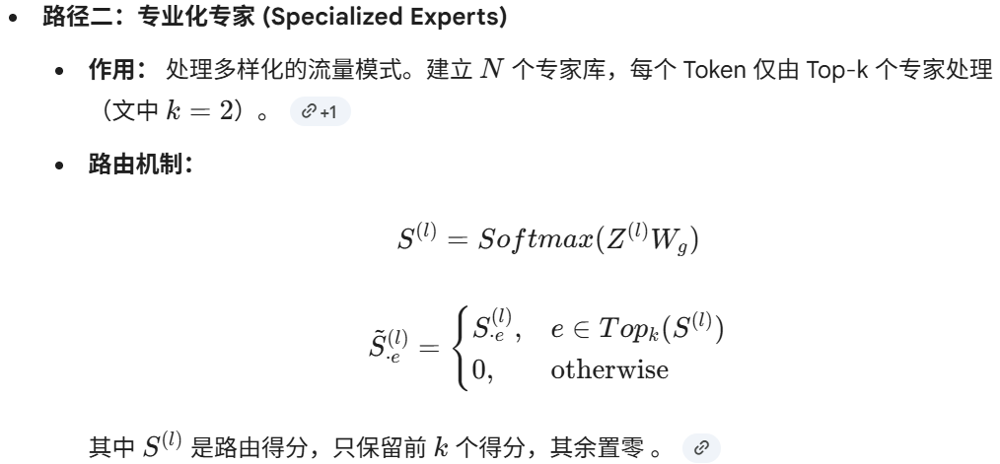 路径二：专业化专家 (Specialized Experts)
作用： 处理多样化的流量模式。建立 N 个专家库，每个 Token 仅由 Top-k 个专家处理
（文中 k = 2）。 +1
路由机制：
S^{(l)} = Softmax(Z^{(l)}W_g)
\tilde{S}_{\cdot e}^{(l)} = \begin{cases} S_{\cdot e}^{(l)}, & e \in Top_k(S^{(l)}) \\ 0, & \text{otherwise} \end{cases}
其中 S^{(l)} 是路由得分，只保留前 k 个得分，其余置零 。